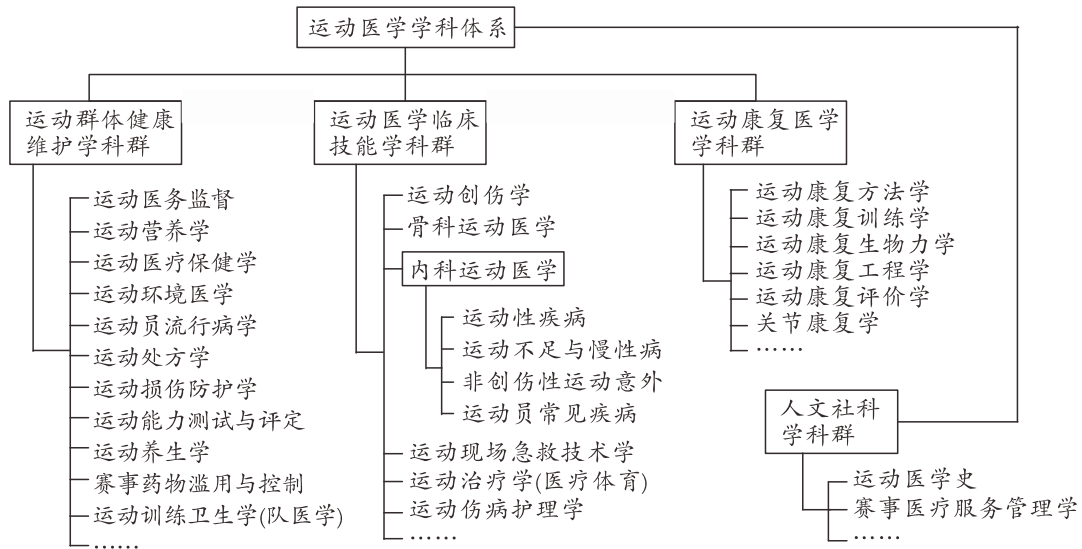 运动医学学科体系
运动群体健康
维护学科群
运动医务监督
运动营养学
运动医疗保健学
运动环境医学
运动员流行病学
运动处方学
运动损伤防护学
运动能力测试与评定
运动养生学
赛事药物滥用与控制
运动训练卫生学(队医学)
……
运动医学临床
技能学科群
运动创伤学
骨科运动医学
内科运动医学
运动性疾病
运动不足与慢性病
非创伤性运动意外
运动员常见疾病
运动现场急救技术学
运动治疗学(医疗体育)
运动伤病护理学
……
运动康复医学
学科群
运动康复方法学
运动康复训练学
运动康复生物力学
运动康复工程学
运动康复评价学
关节康复学
……
人文社科
学科群
运动医学史
赛事医疗服务管理学
……